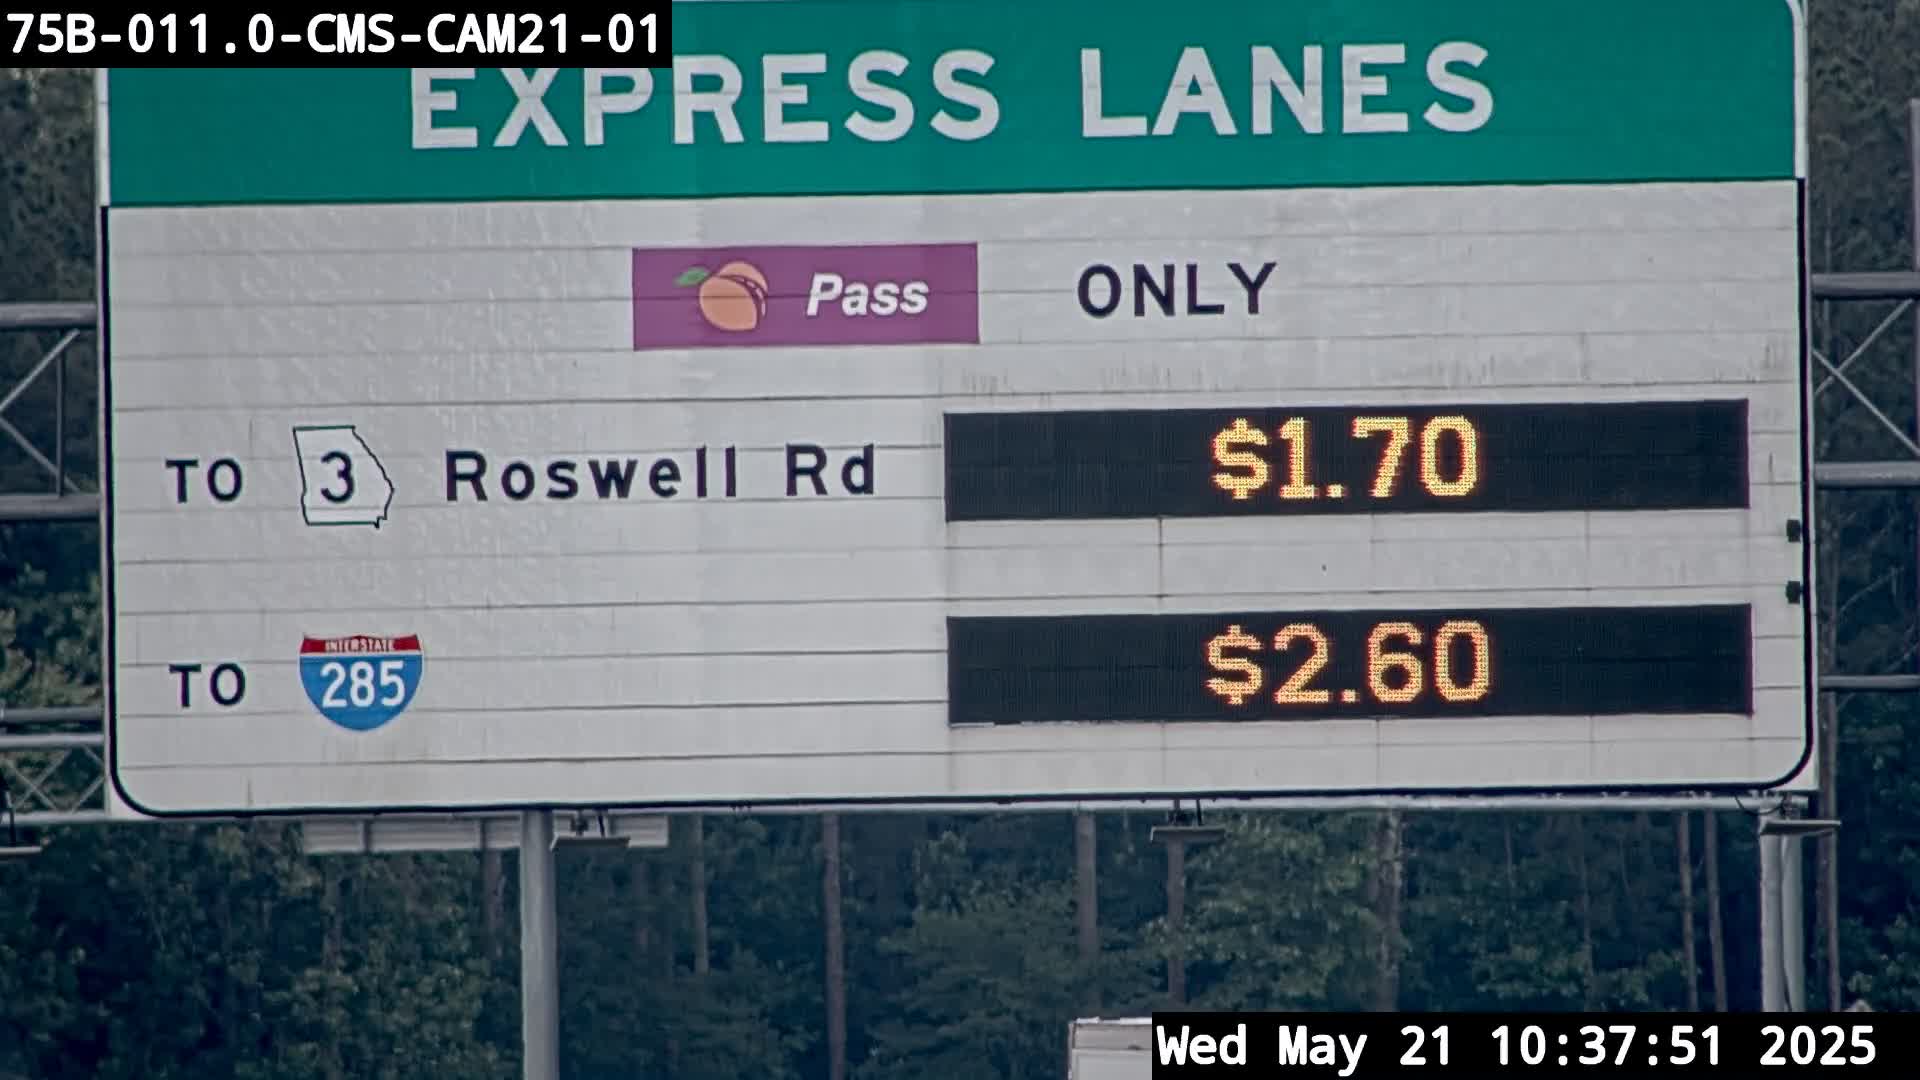 75B-011.0-CMS-CAM21-01
EXPRESS LANES
Pass ONLY
TO 3 Roswell Rd $1.70
TO INTERSTATE 285 $2.60
Wed May 21 10:37:51 2025